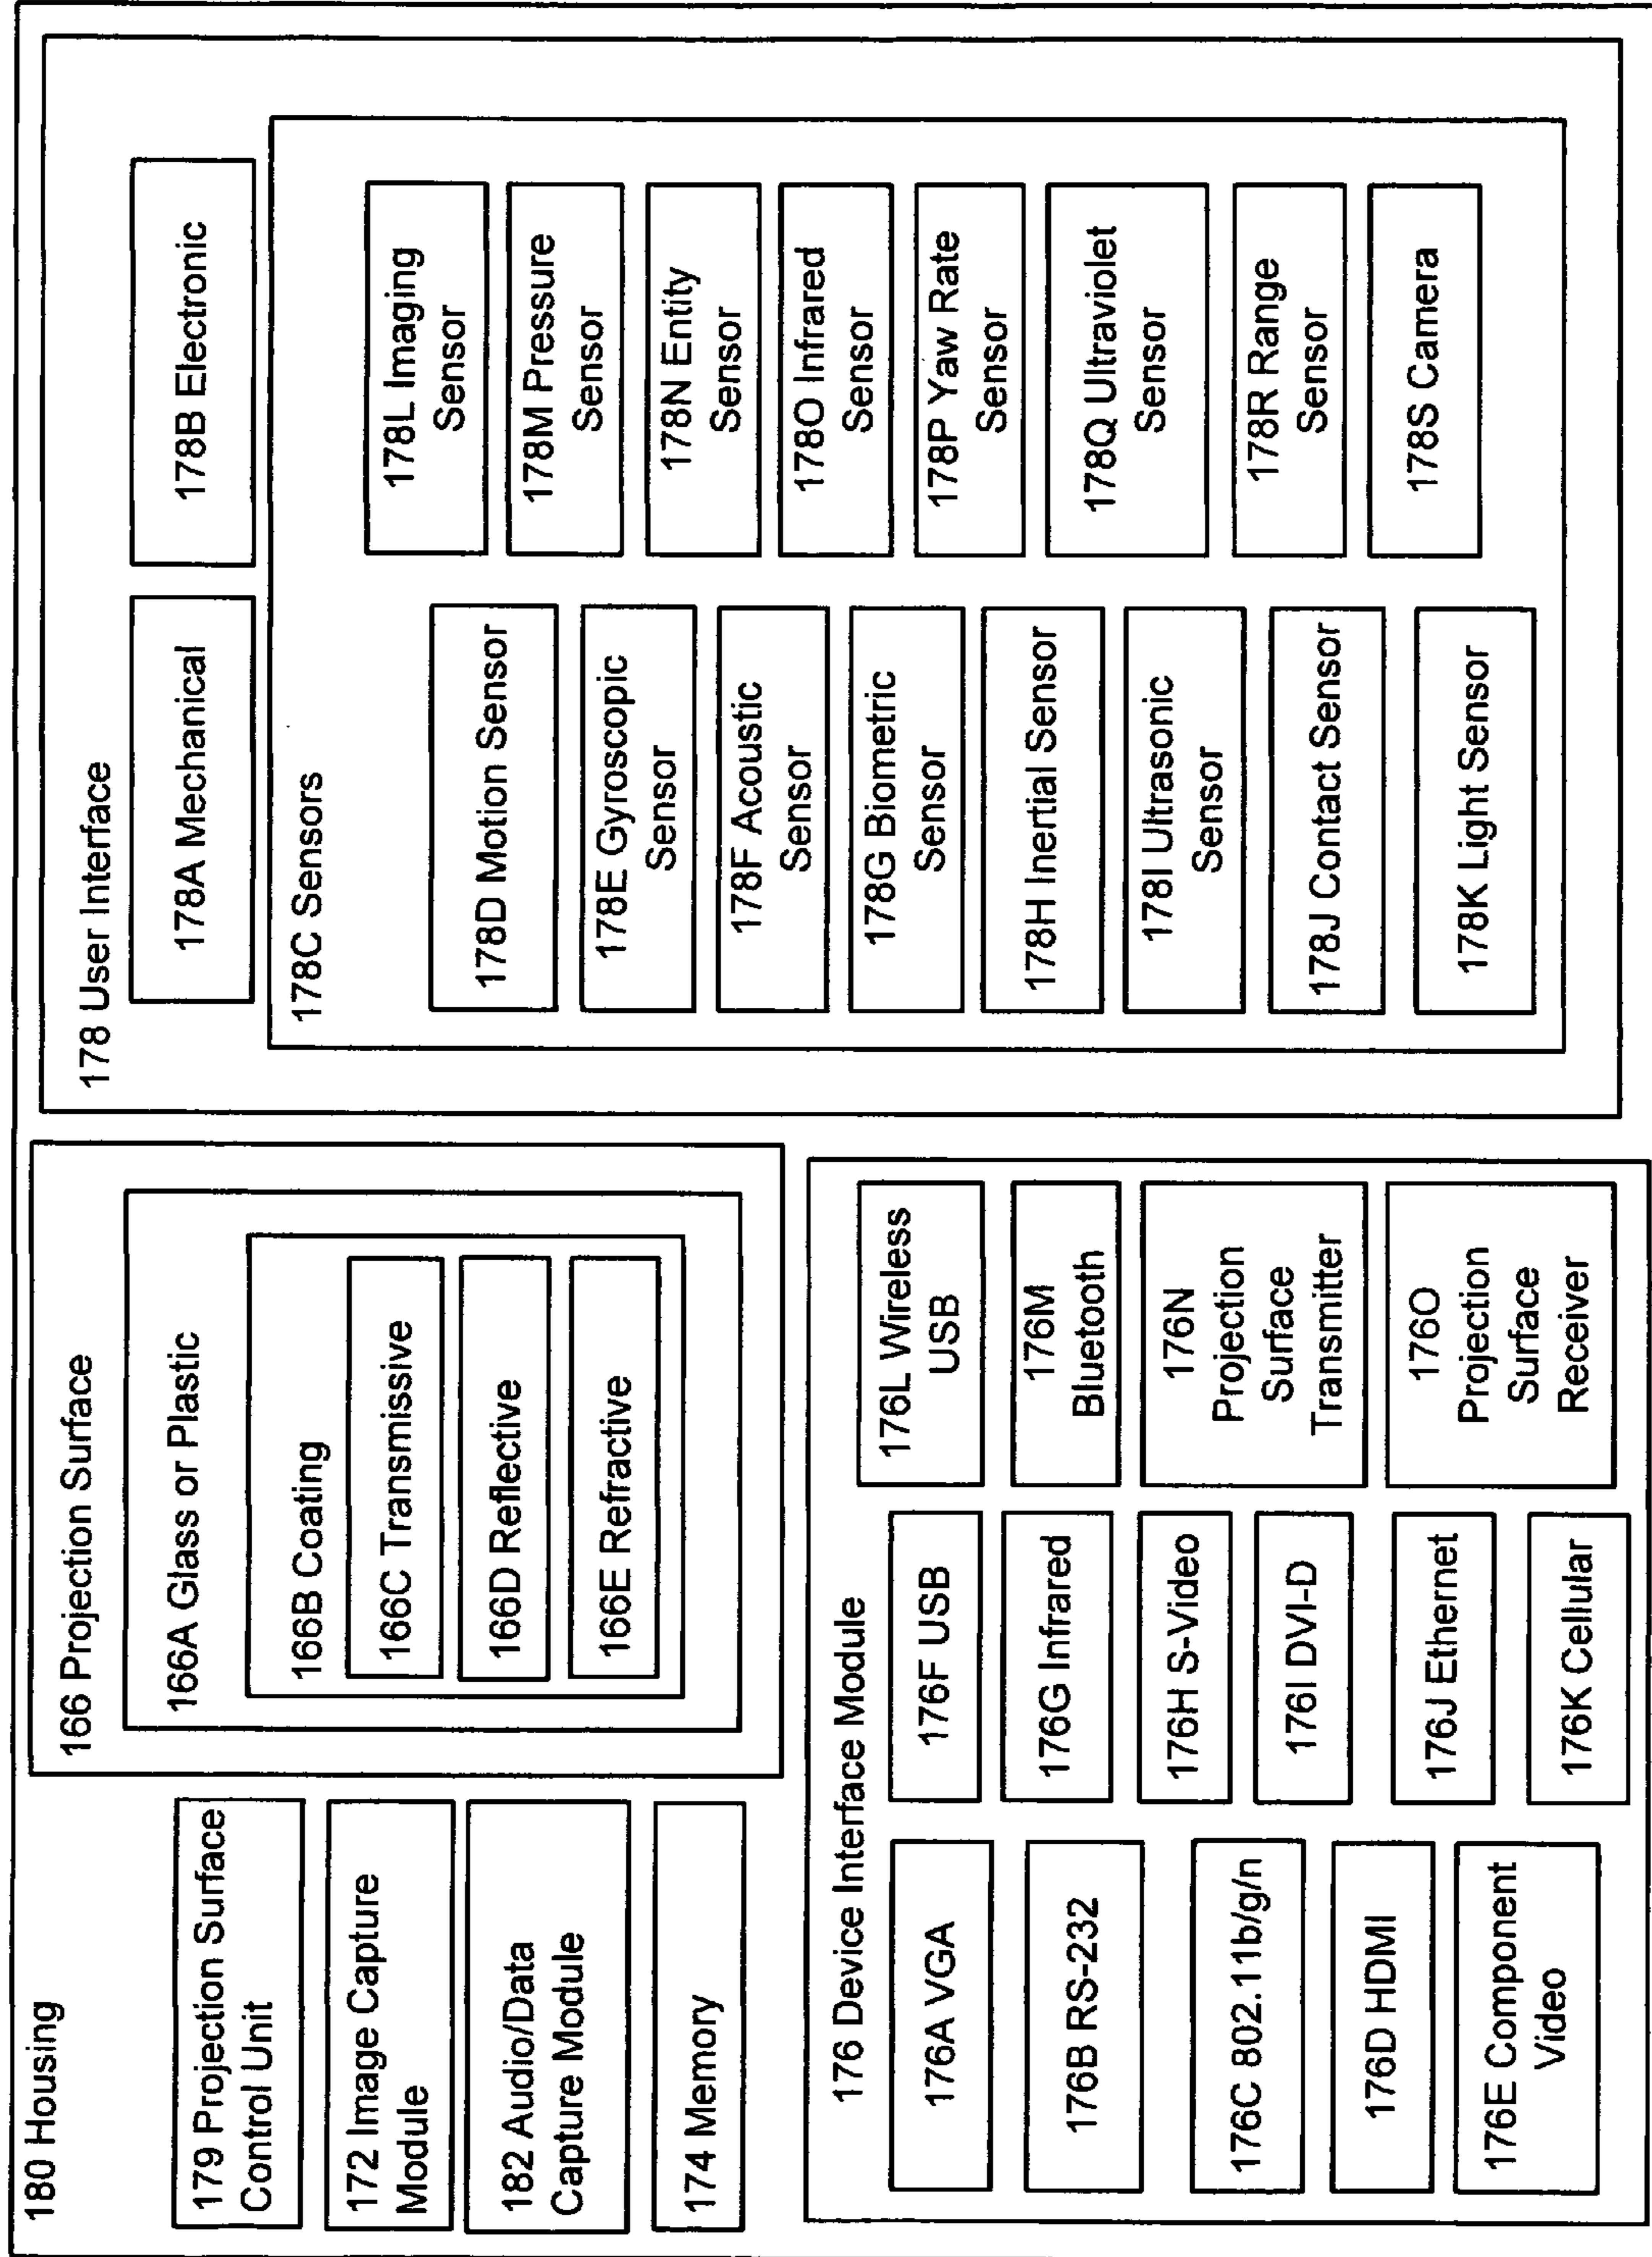 180 Housing
179 Projection Surface
Control Unit
172 Image Capture
Module
182 Audio/Data
Capture Module
174 Memory
166 Projection Surface
166A Glass or Plastic
166B Coating
166C Transmissive
166D Reflective
166E Refractive
176 Device Interface Module
176A VGA
176B RS-232
176C 802.11b/g/n
176D HDMI
176E Component
Video
176F USB
176G Infrared
176H S-Video
176I DVI-D
176J Ethernet
176K Cellular
176L Wireless
USB
176M
Bluetooth
176N
Projection
Surface
Transmitter
176O
Projection
Surface
Receiver
178 User Interface
178A Mechanical
178B Electronic
178C Sensors
178D Motion Sensor
178E Gyroscopic
Sensor
178F Acoustic
Sensor
178G Biometric
Sensor
178H Inertial Sensor
178I Ultrasonic
Sensor
178J Contact Sensor
178K Light Sensor
178L Imaging
Sensor
178M Pressure
Sensor
178N Entity
Sensor
178O Infrared
Sensor
178P Yaw Rate
Sensor
178Q Ultraviolet
Sensor
178R Range
Sensor
178S Camera